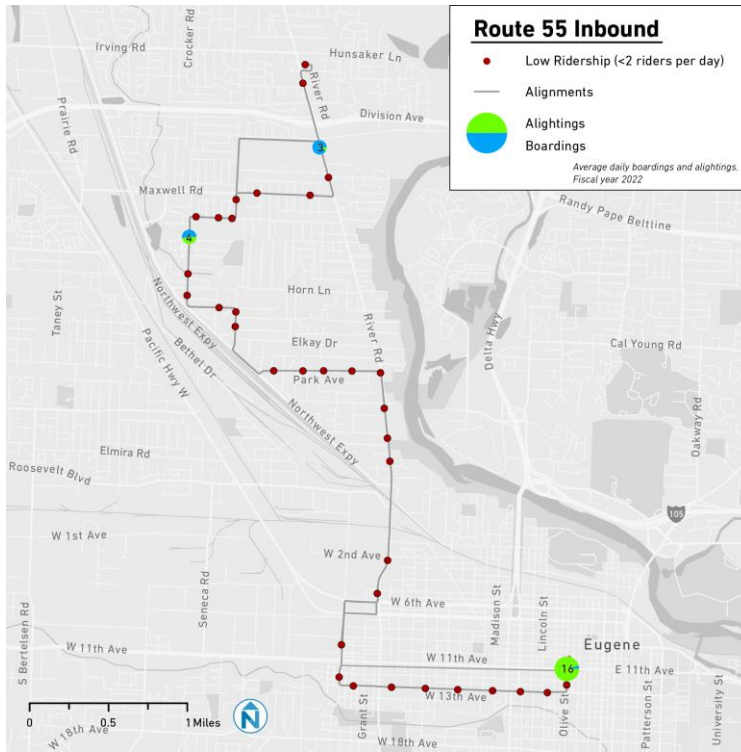 Route 55 Inbound
Low Ridership (<2 riders per day)
Alignments
Alightings
Boardings
Average daily boardings and alightings.
Fiscal year 2022
Irving Rd
Crocker Rd
Hunsaker Ln
River Rd
Prairie Rd
Division Ave
3
Maxwell Rd
Randy Pape Beltline
4
Horn Ln
Taney St
Northwest Expy
Delta Hwy
River Rd
Elkay Dr
Cal Young Rd
Bethet Dr
Pacific Hwy W
Park Ave
Northwest Expy
Oakway Rd
Elmira Rd
Roosevelt Blvd
105
W 1st Ave
W 2nd Ave
Seneca Rd
W 6th Ave
Madison St
Lincoln St
S Bertelsen Rd
W 11th Ave
Eugene
W 11th Ave
16
E 11th Ave
W 13th Ave
Grant St
Olive St
Patterson St
University St
0
0.5
1 Miles
N
W 18th Ave
W 18th Ave